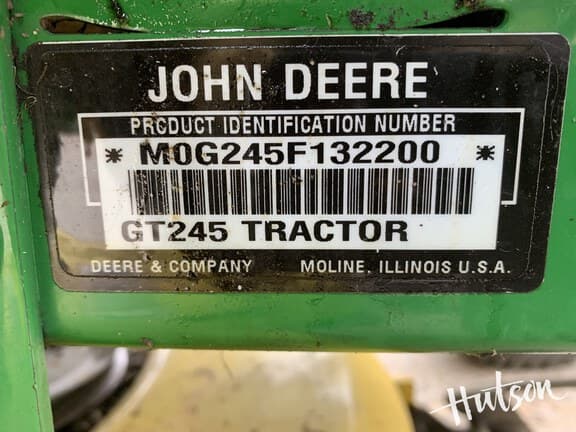 JOHN DEERE
PRODUCT IDENTIFICATION NUMBER
* M0G245F132200 *
GT245 TRACTOR
DEERE & COMPANY MOLINE, ILLINOIS U.S.A.
Hutson